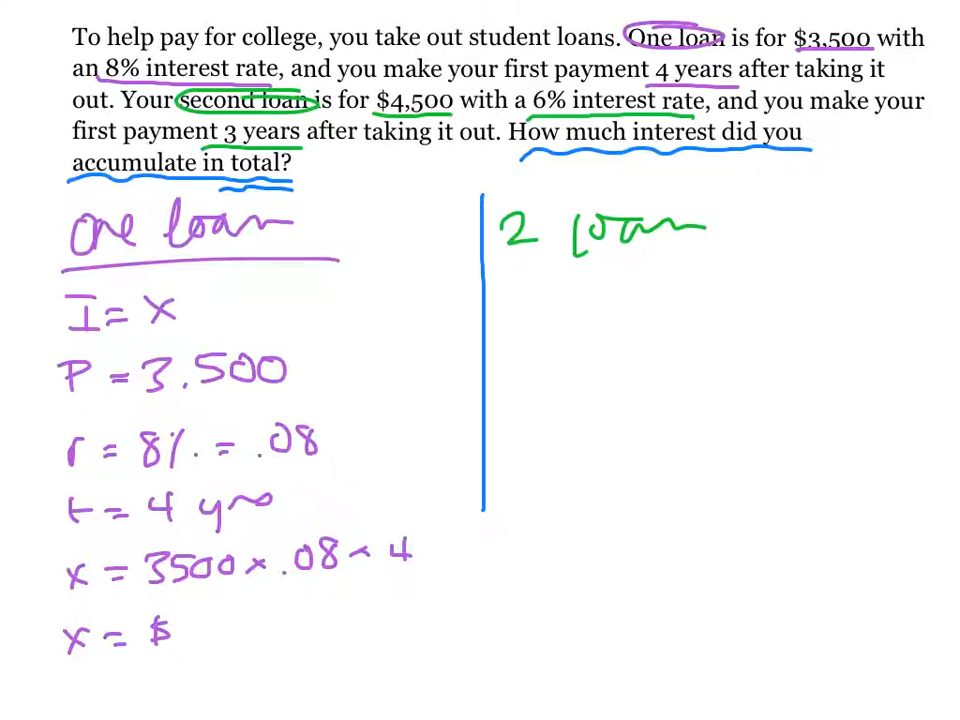 To help pay for college, you take out student loans. One loan is for $3,500 with
an 8% interest rate, and you make your first payment 4 years after taking it
out. Your second loan is for $4,500 with a 6% interest rate, and you make your
first payment 3 years after taking it out. How much interest did you
accumulate in total?
One loan
I = x
P = 3.500
r = 8% = .08
t = 4 yrs
x = 3500 x .08 x 4
x = $
2 loan